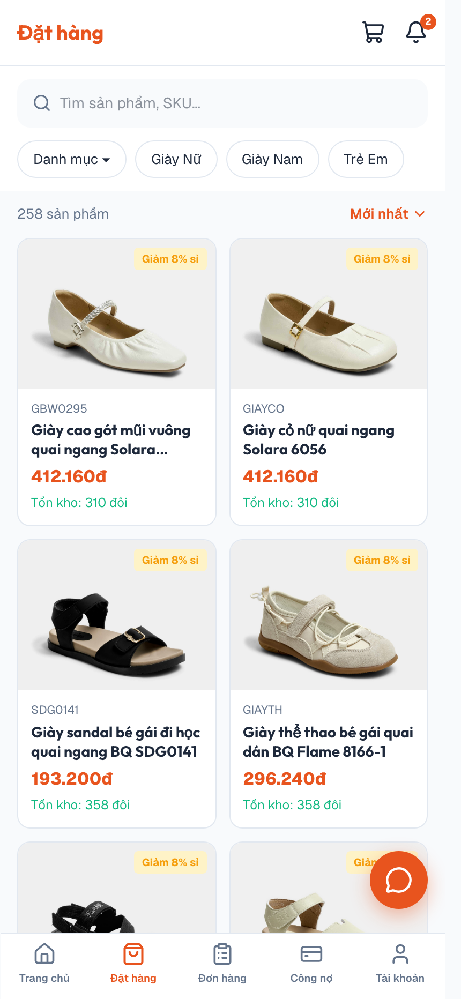 Đặt hàng
2
Tìm sản phẩm, SKU...
Danh mục
Giày Nữ
Giày Nam
Trẻ Em
258 sản phẩm
Mới nhất
Giảm 8% sỉ
Giảm 8% sỉ
GBW0295
Giày cao gót mũi vuông
quai ngang Solara...
412.160đ
Tồn kho: 310 đôi
GIAYCO
Giày cỏ nữ quai ngang
Solara 6056
412.160đ
Tồn kho: 310 đôi
Giảm 8% sỉ
Giảm 8% sỉ
SDG0141
Giày sandal bé gái đi học
quai ngang BQ SDG0141
193.200đ
Tồn kho: 358 đôi
GIAYTH
Giày thể thao bé gái quai
dán BQ Flame 8166-1
296.240đ
Tồn kho: 358 đôi
Giảm 8% sỉ
Trang chủ
Đặt hàng
Đơn hàng
Công nợ
Tài khoản